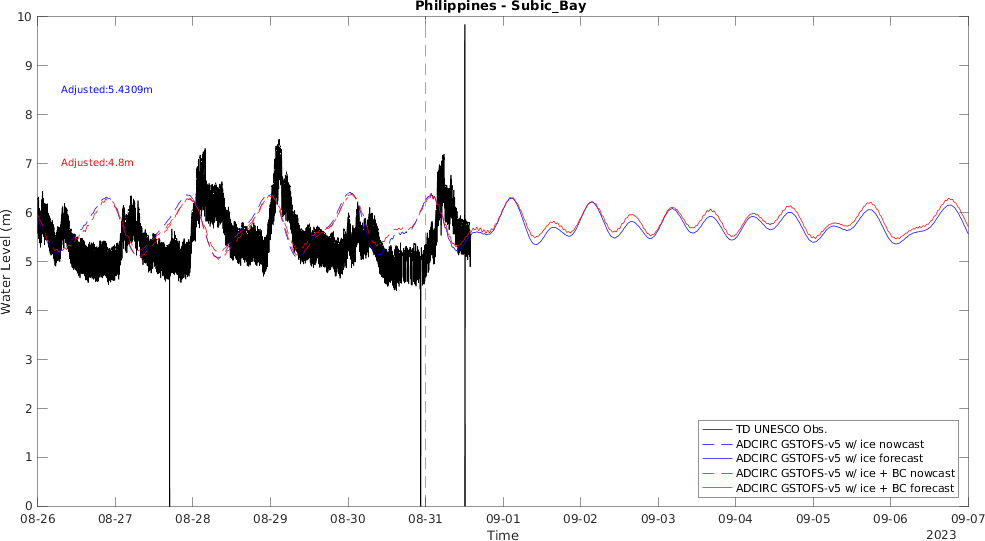 Philippines - Subic_Bay
Water Level (m)
10
9
8
7
6
5
4
3
2
1
0
Adjusted:5.4309m
Adjusted:4.8m
TD UNESCO Obs.
ADCIRC GSTOFS-v5 w/ ice nowcast
ADCIRC GSTOFS-v5 w/ ice forecast
ADCIRC GSTOFS-v5 w/ ice + BC nowcast
ADCIRC GSTOFS-v5 w/ ice + BC forecast
08-26 08-27 08-28 08-29 08-30 08-31 09-01 09-02 09-03 09-04 09-05 09-06 09-07
Time
2023